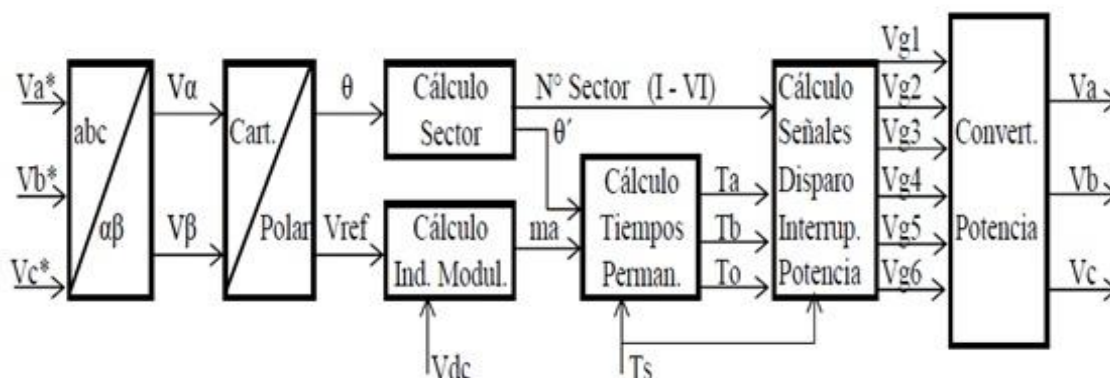 Va*
Vb*
Vc*
abc
αβ
Vα
Vβ
Cart.
Polar
θ
Vref
Cálculo
Sector
Cálculo
Ind. Modul.
Vdc
N° Sector (I - VI)
θ´
ma
Cálculo
Tiempos
Perman.
Ts
Ta
Tb
To
Cálculo
Señales
Disparo
Interrup.
Potencia
Vg1
Vg2
Vg3
Vg4
Vg5
Vg6
Convert.
Potencia
Va
Vb
Vc